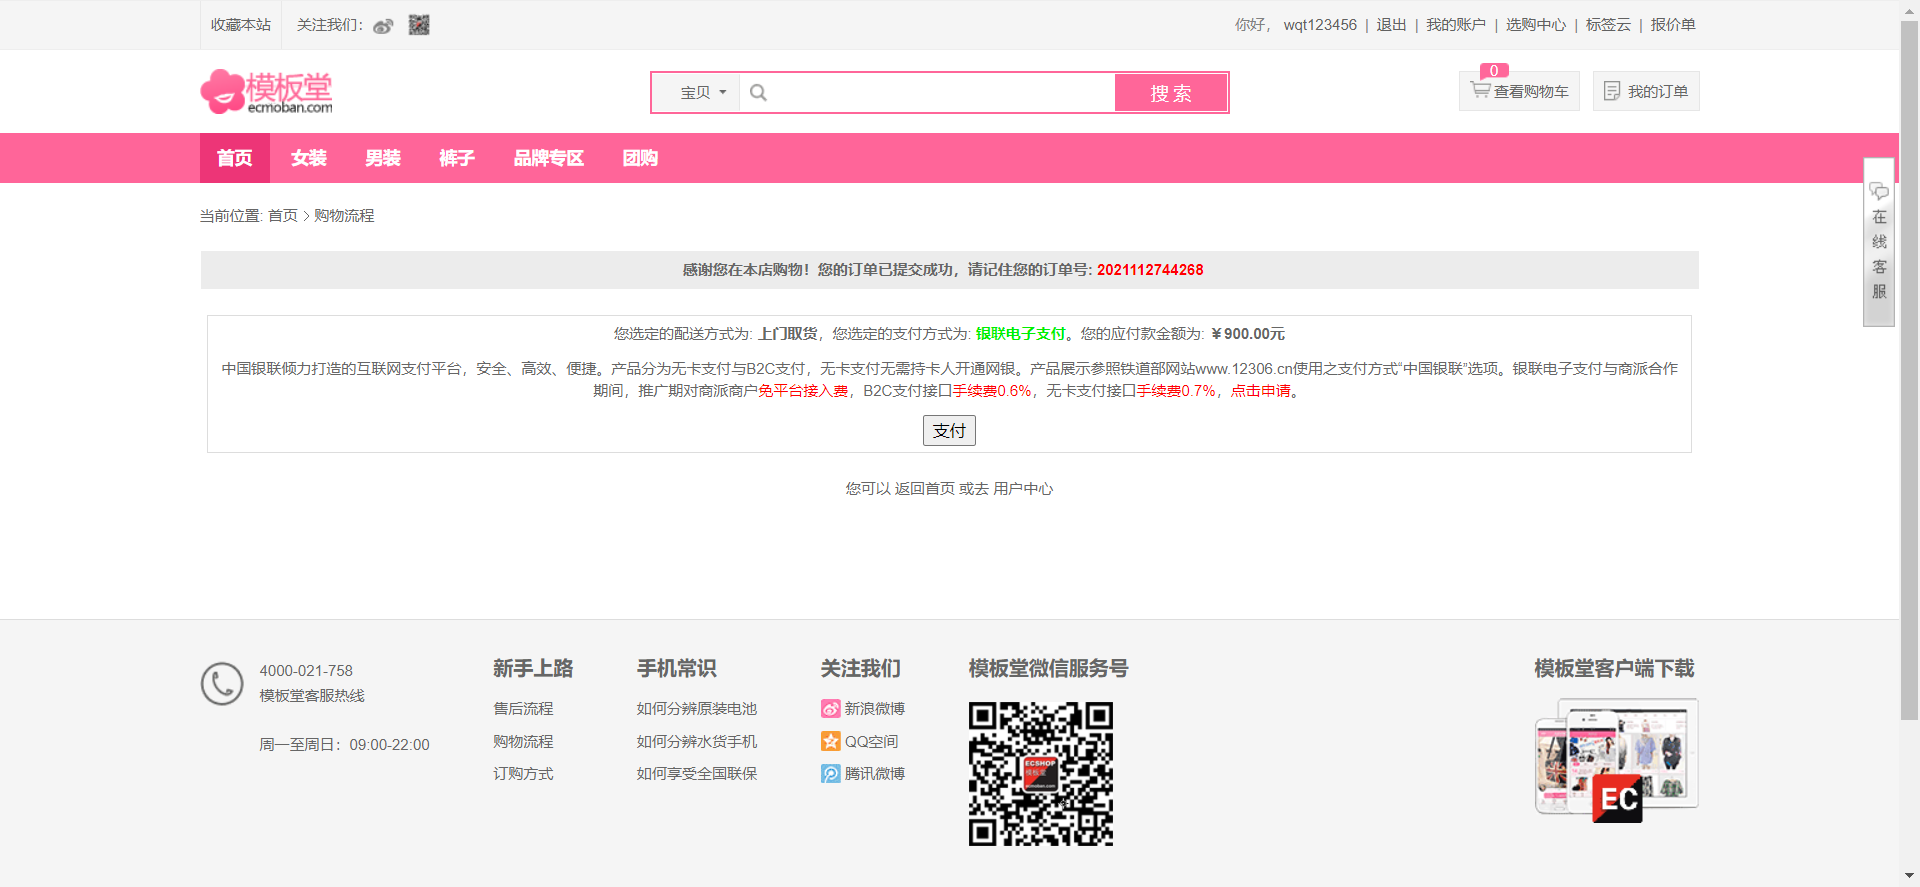 收藏本站 关注我们:
你好， wqt123456 | 退出 | 我的账户 | 选购中心 | 标签云 | 报价单
模板堂
ecmoban.com
宝贝 搜 索
0
查看购物车 我的订单
首页 女装 男装 裤子 品牌专区 团购
当前位置: 首页 > 购物流程
在线客服
感谢您在本店购物！您的订单已提交成功，请记住您的订单号: 2021112744268
您选定的配送方式为: 上门取货，您选定的支付方式为: 银联电子支付。您的应付款金额为: ￥900.00元
中国银联倾力打造的互联网支付平台，安全、高效、便捷。产品分为无卡支付与B2C支付，无卡支付无需持卡人开通网银。产品展示参照铁道部网站www.12306.cn使用之支付方式“中国银联”选项。银联电子支付与商派合作
期间，推广期对商派商户免平台接入费，B2C支付接口手续费0.6%，无卡支付接口手续费0.7%，点击申请。
支付
您可以 返回首页 或去 用户中心
4000-021-758
模板堂客服热线
周一至周日：09:00-22:00
新手上路
售后流程
购物流程
订购方式
手机常识
如何分辨原装电池
如何分辨水货手机
如何享受全国联保
关注我们
新浪微博
QQ空间
腾讯微博
模板堂微信服务号
ECSHOP
模板堂
ecmoban.com
模板堂客户端下载
EC